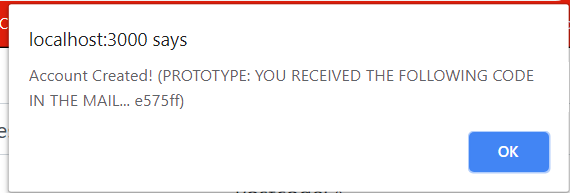 localhost:3000 says
Account Created! (PROTOTYPE: YOU RECEIVED THE FOLLOWING CODE
IN THE MAIL... e575ff)
OK